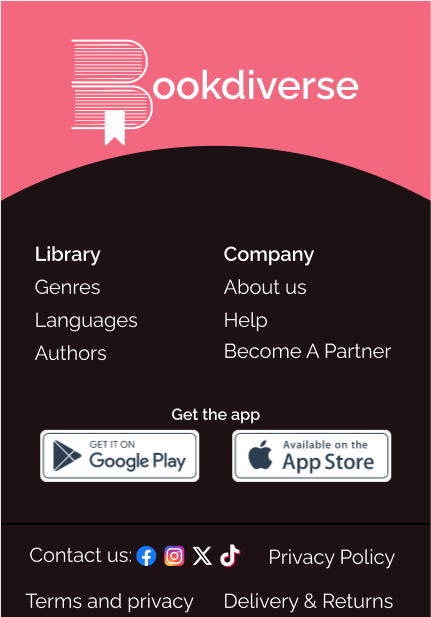 Bookdiverse
Library
Genres
Languages
Authors
Company
About us
Help
Become A Partner
Get the app
GET IT ON
Google Play
Available on the
App Store
Contact us:
Privacy Policy
Terms and privacy
Delivery & Returns